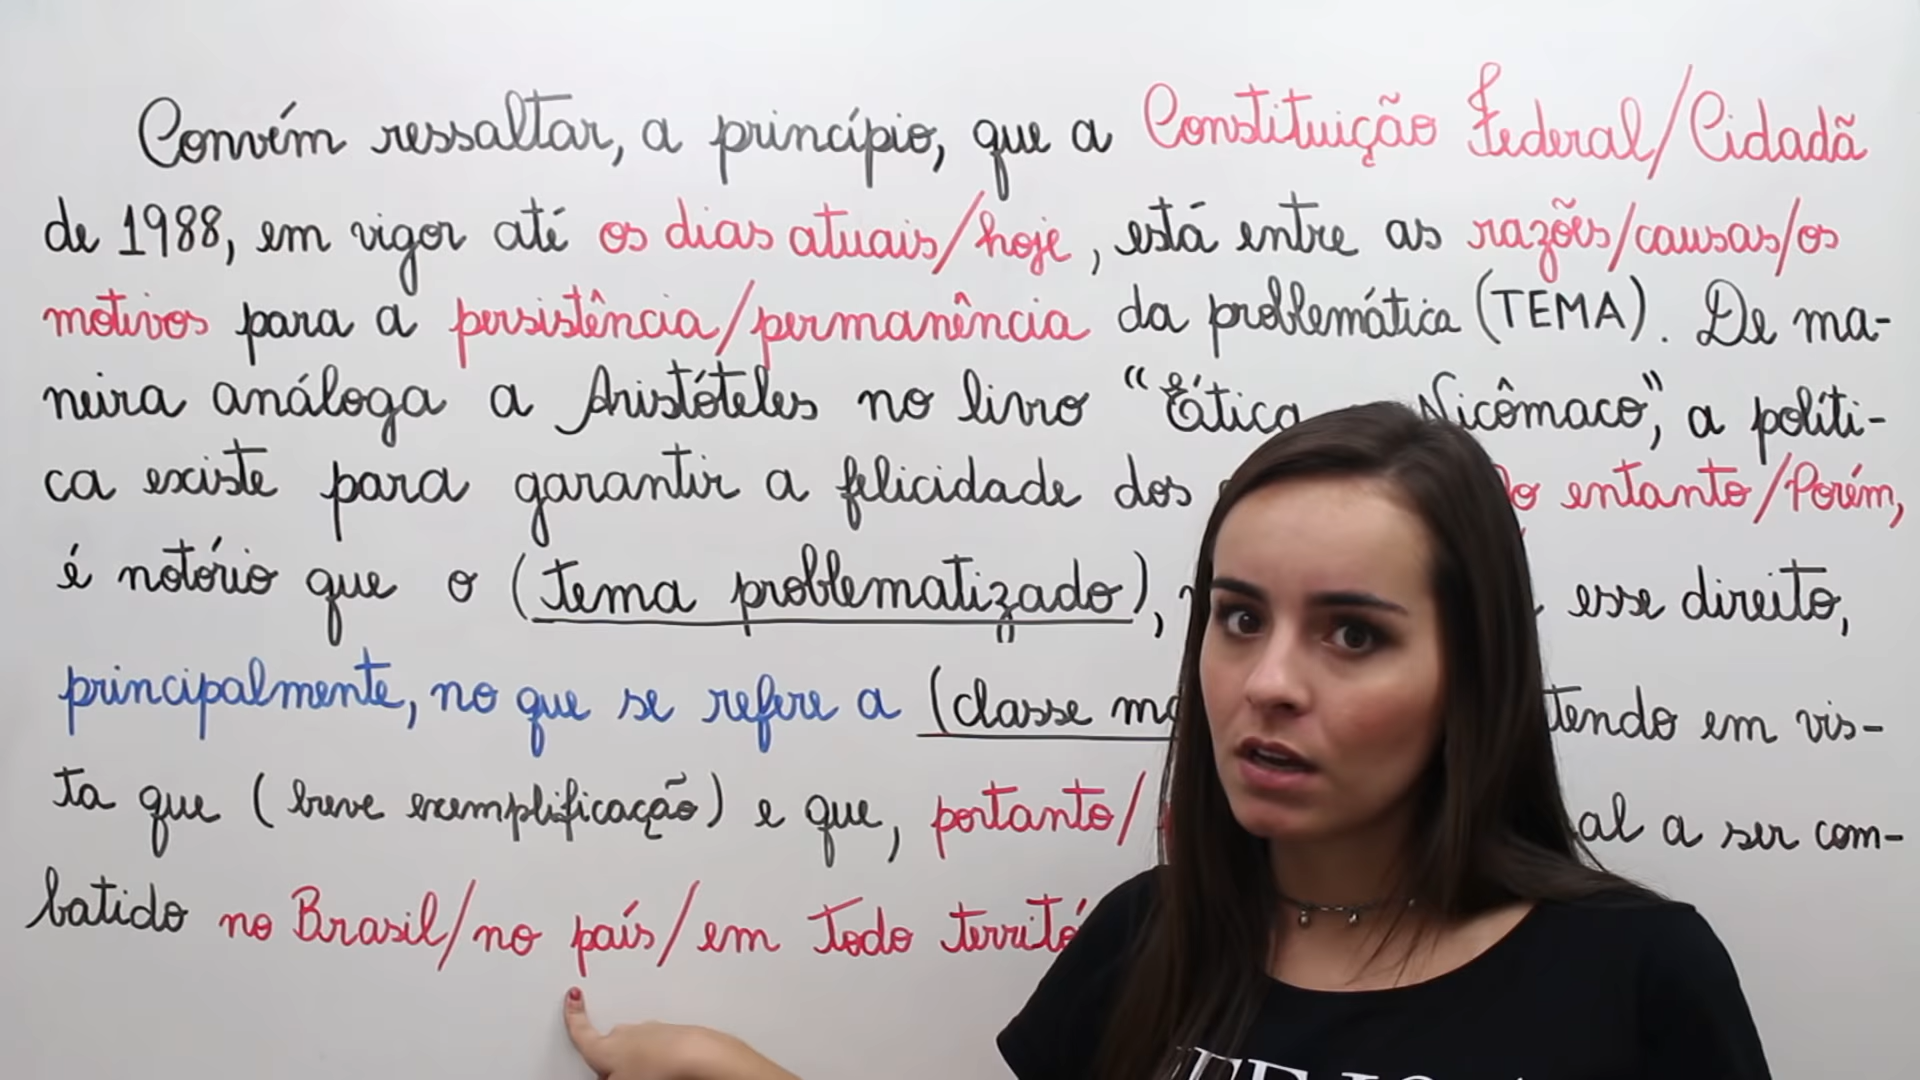 Convém ressaltar, a princípio, que a Constituição Federal/Cidadã
de 1988, em vigor até os dias atuais/hoje, está entre as razões/causas/os
motivos para a persistência/permanência da problemática (TEMA). De ma-
neira análoga a Aristóteles no livro "Ética Nicômaco", a políti-
ca existe para garantir a felicidade dos entanto/Porém,
é notório que o (tema problematizado), esse direito,
principalmente, no que se refere a (classe tendo em vis-
ta que (breve exemplificação) e que, portanto/ a ser com-
batido no Brasil/no país/em todo